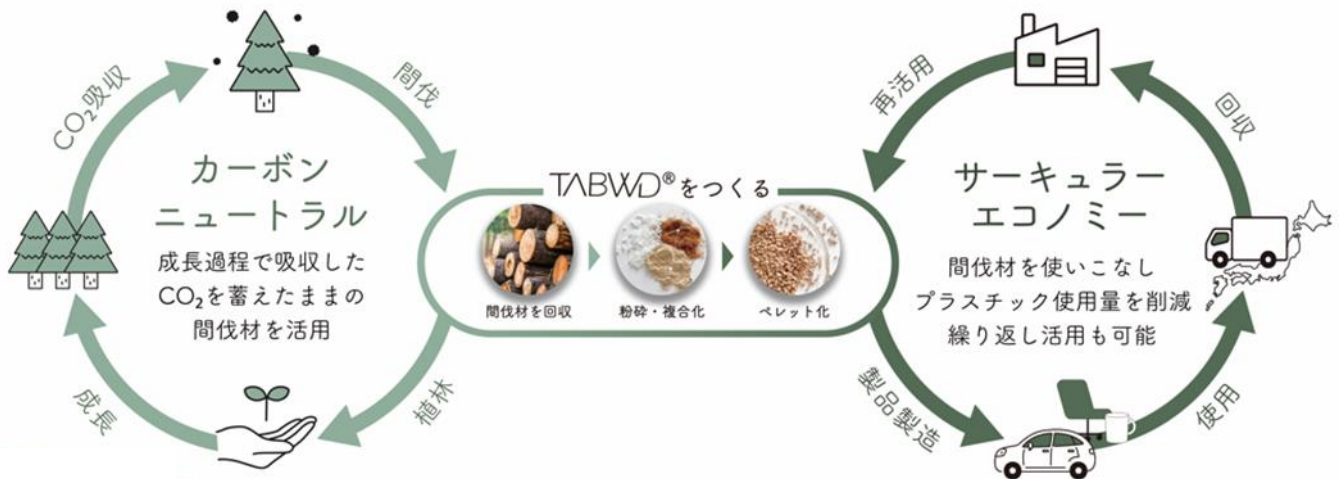 CO₂吸収
間伐
カーボン
ニュートラル
成長過程で吸収した
CO₂を蓄えたままの
間伐材を活用
成長
植林
TABWD®をつくる
間伐材を回収
粉砕・複合化
ペレット化
再活用
回収
サーキュラー
エコノミー
間伐材を使いこなし
プラスチック使用量を削減
繰り返し活用も可能
製品製造
使用